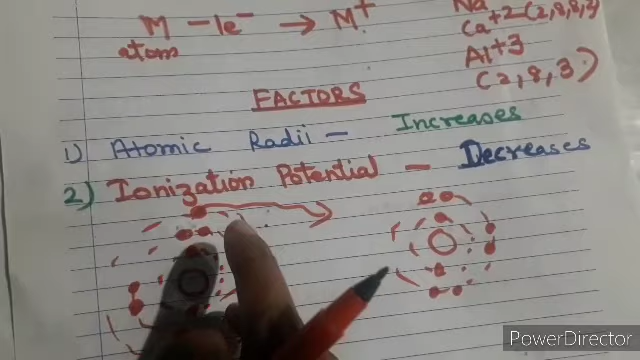 M – 1e⁻ → M⁺
atom
Na
Ca+2(2,8,8,3)
Al+3
(2,8,3)
FACTORS
1) Atomic Radii – Increases
2) Ionization Potential – Decreases
PowerDirector